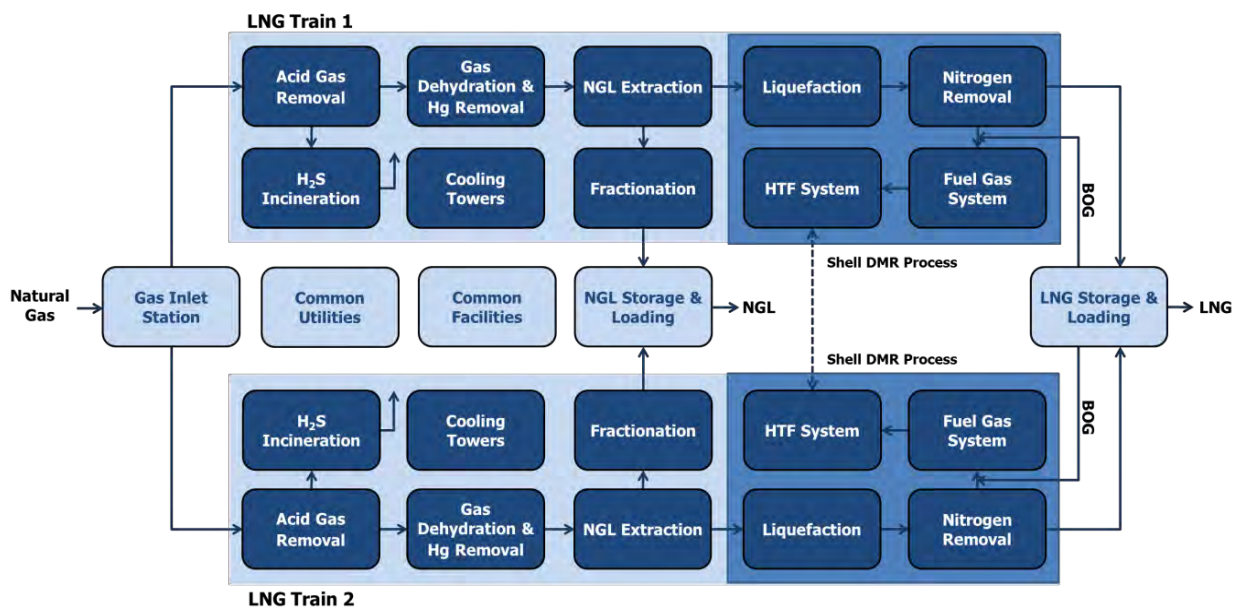 LNG Train 1
Acid Gas
Removal
Gas
Dehydration &
Hg Removal
NGL Extraction
Liquefaction
Nitrogen
Removal
H₂S
Incineration
Cooling
Towers
Fractionation
HTF System
Fuel Gas
System
BOG
Shell DMR Process
Natural
Gas
Gas Inlet
Station
Common
Utilities
Common
Facilities
NGL Storage &
Loading
NGL
LNG Storage &
Loading
LNG
Shell DMR Process
H₂S
Incineration
Cooling
Towers
Fractionation
HTF System
Fuel Gas
System
BOG
Acid Gas
Removal
Gas
Dehydration &
Hg Removal
NGL Extraction
Liquefaction
Nitrogen
Removal
LNG Train 2